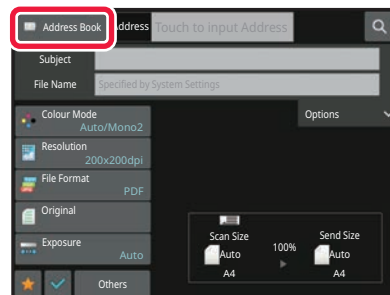 Address Book Address Touch to input Address
Subject
File Name Specified by System Settings
Colour Mode
Auto/Mono2
Options
Resolution
200x200dpi
File Format
PDF
Original
Exposure
Auto
Scan Size 100% Send Size
Auto Auto
A4 A4
Others